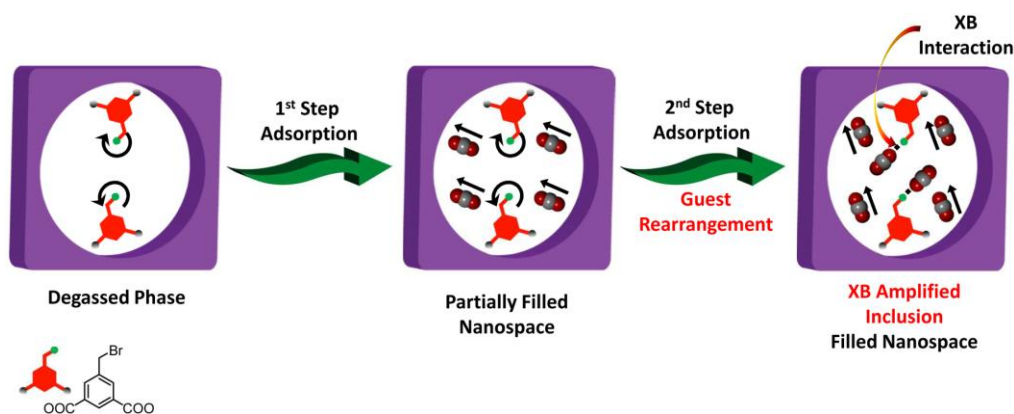 XB
Interaction
1st Step
Adsorption
2nd Step
Adsorption
Guest
Rearrangement
Degassed Phase
Partially Filled
Nanospace
XB Amplified
Inclusion
Filled Nanospace
Br
OOC
COO